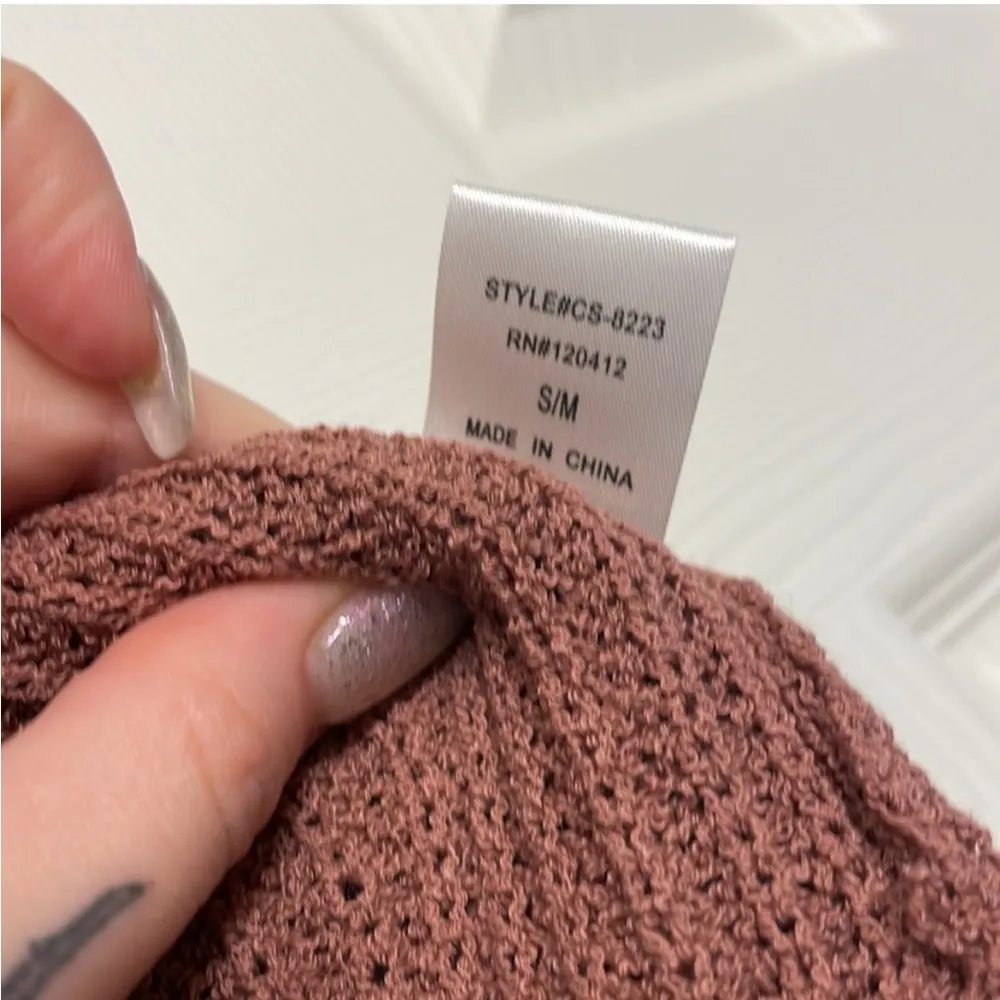 STYLE#CS-8223
RN#120412
S/M
MADE IN CHINA